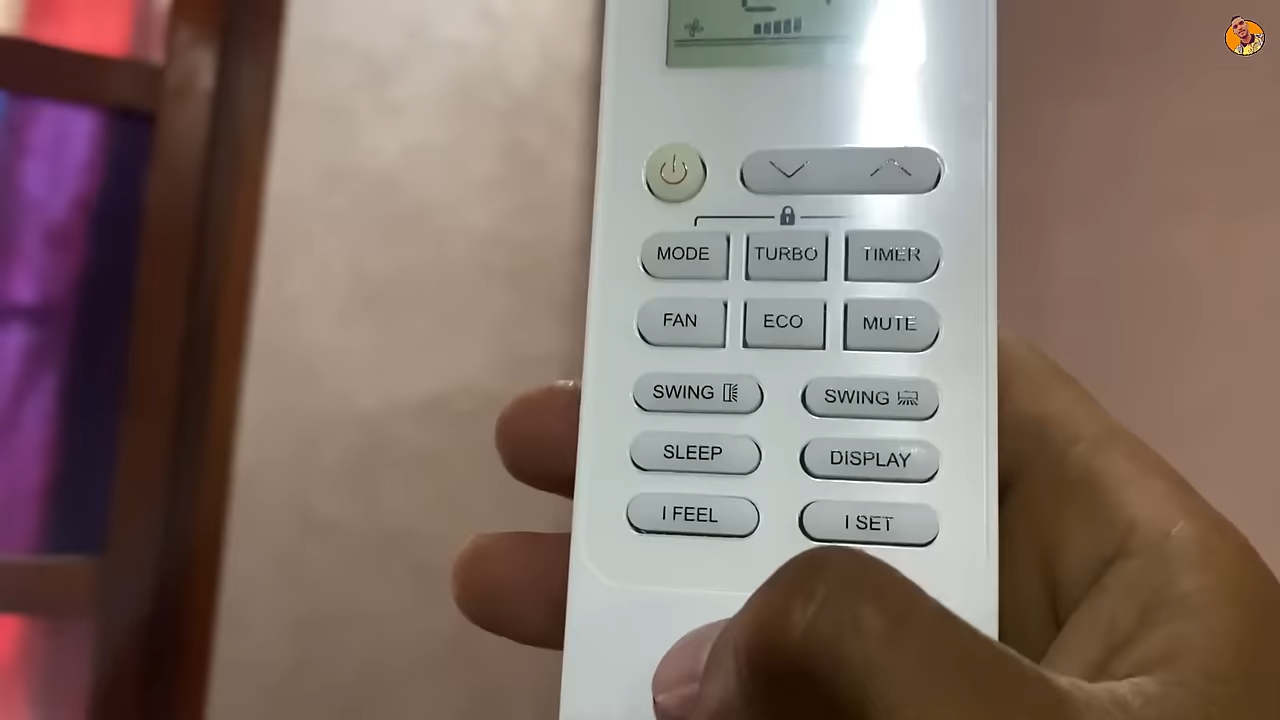 MODE TURBO TIMER
FAN ECO MUTE
SWING SWING
SLEEP DISPLAY
I FEEL I SET